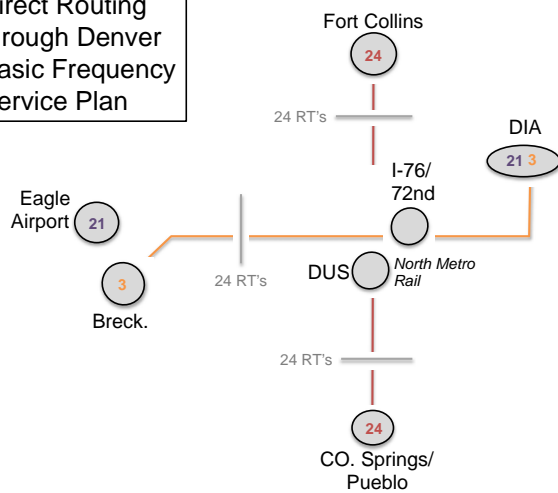 irect Routing
rough Denver
asic Frequency
ervice Plan
Fort Collins
24
24 RT's
DIA
21 3
I-76/
72nd
Eagle
Airport
21
24 RT's
3
Breck.
DUS
North Metro
Rail
24 RT's
24
CO. Springs/
Pueblo